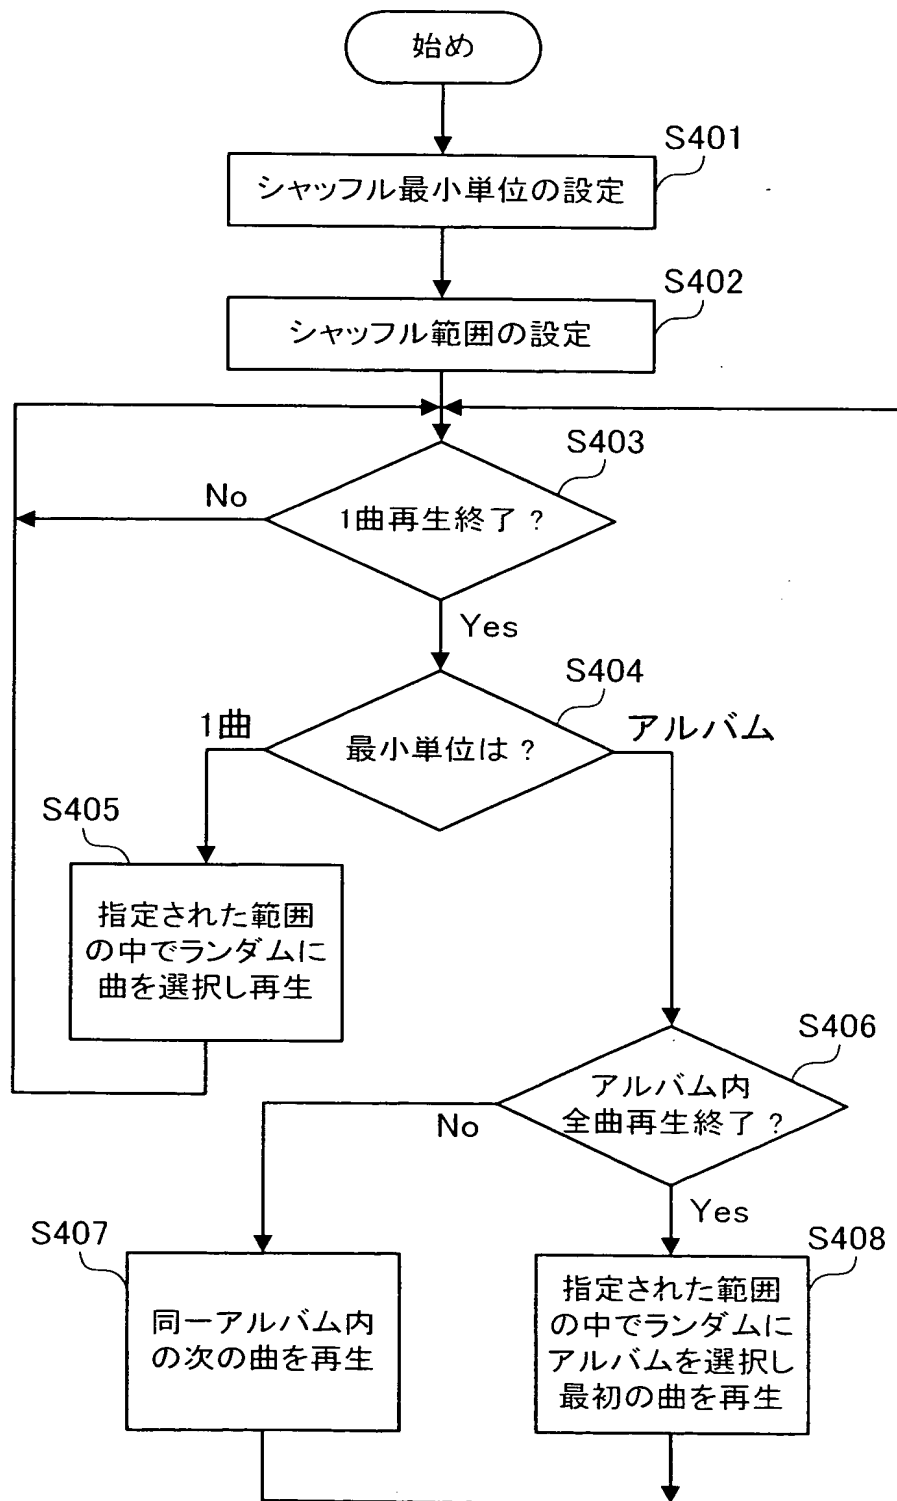 始め
S401
シャッフル最小単位の設定
S402
シャッフル範囲の設定
S403
No
1曲再生終了？
Yes
S404
1曲
最小単位は？
アルバム
S405
指定された範囲
の中でランダムに
曲を選択し再生
S406
アルバム内
全曲再生終了？
No
Yes
S407
同一アルバム内
の次の曲を再生
S408
指定された範囲
の中でランダムに
アルバムを選択し
最初の曲を再生